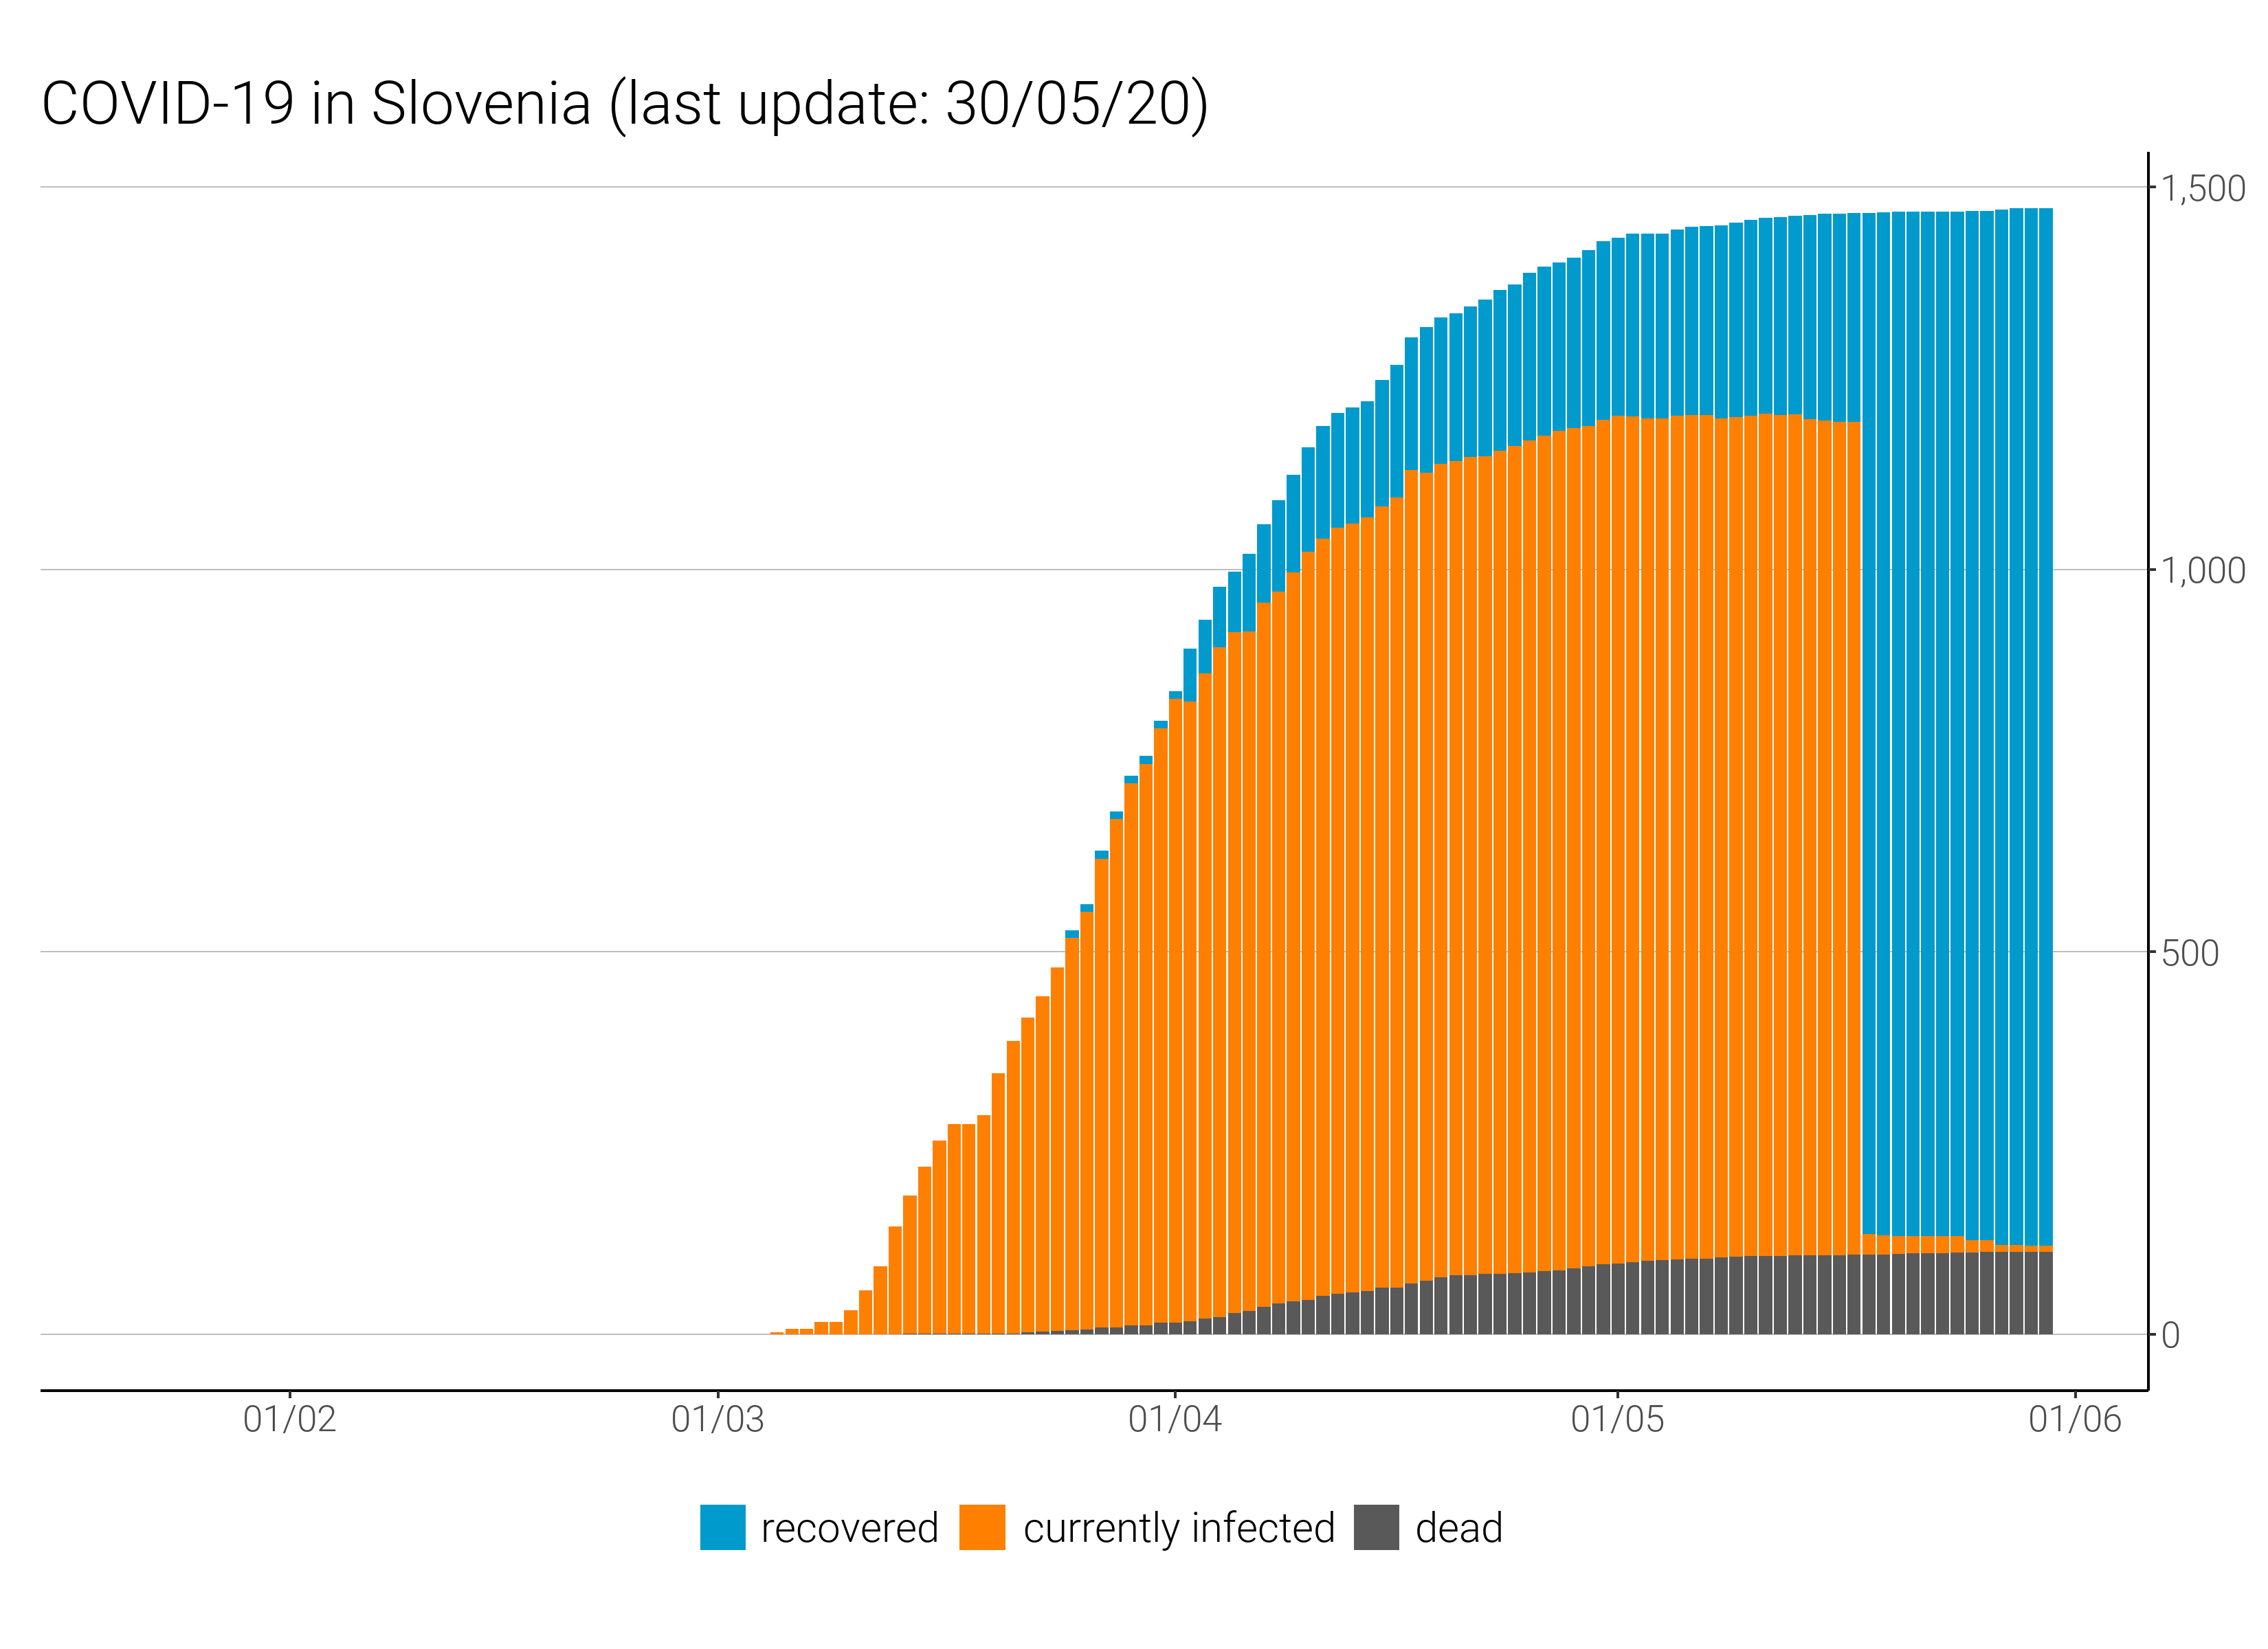 COVID-19 in Slovenia (last update: 30/05/20)
1,500
1,000
500
0
01/02 01/03 01/04 01/05 01/06
recovered currently infected dead